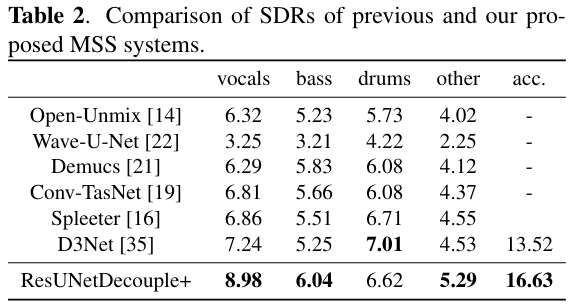 Table 2. Comparison of SDRs of previous and our pro-
posed MSS systems.
vocals bass drums other acc.
Open-Unmix [14] 6.32 5.23 5.73 4.02 -
Wave-U-Net [22] 3.25 3.21 4.22 2.25 -
Demucs [21] 6.29 5.83 6.08 4.12 -
Conv-TasNet [19] 6.81 5.66 6.08 4.37 -
Spleeter [16] 6.86 5.51 6.71 4.55
D3Net [35] 7.24 5.25 7.01 4.53 13.52
ResUNetDecouple+ 8.98 6.04 6.62 5.29 16.63